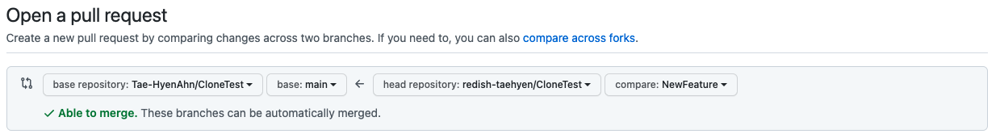 Open a pull request
Create a new pull request by comparing changes across two branches. If you need to, you can also compare across forks.
base repository: Tae-HyenAhn/CloneTest base: main ← head repository: redish-taehyen/CloneTest compare: NewFeature
✓ Able to merge. These branches can be automatically merged.